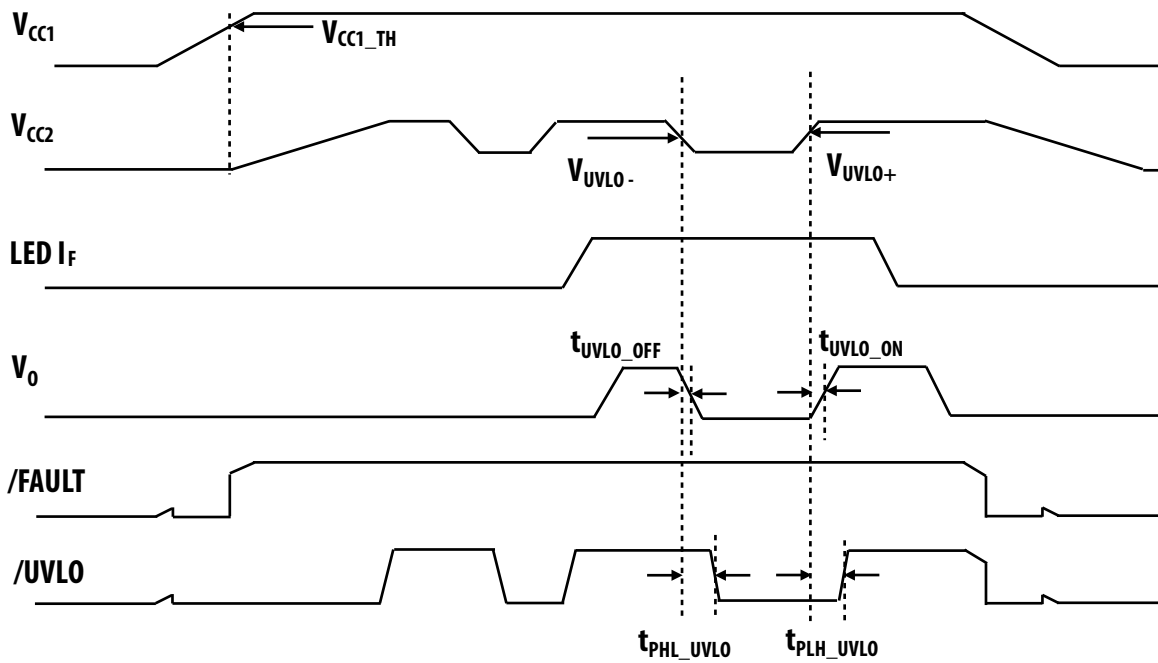 VCC1
VCC1_TH
VCC2
VUVLO -
VUVLO+
LED IF
tUVLO_OFF
tUVLO_ON
VO
/FAULT
/UVLO
tPHL_UVLO
tPLH_UVLO